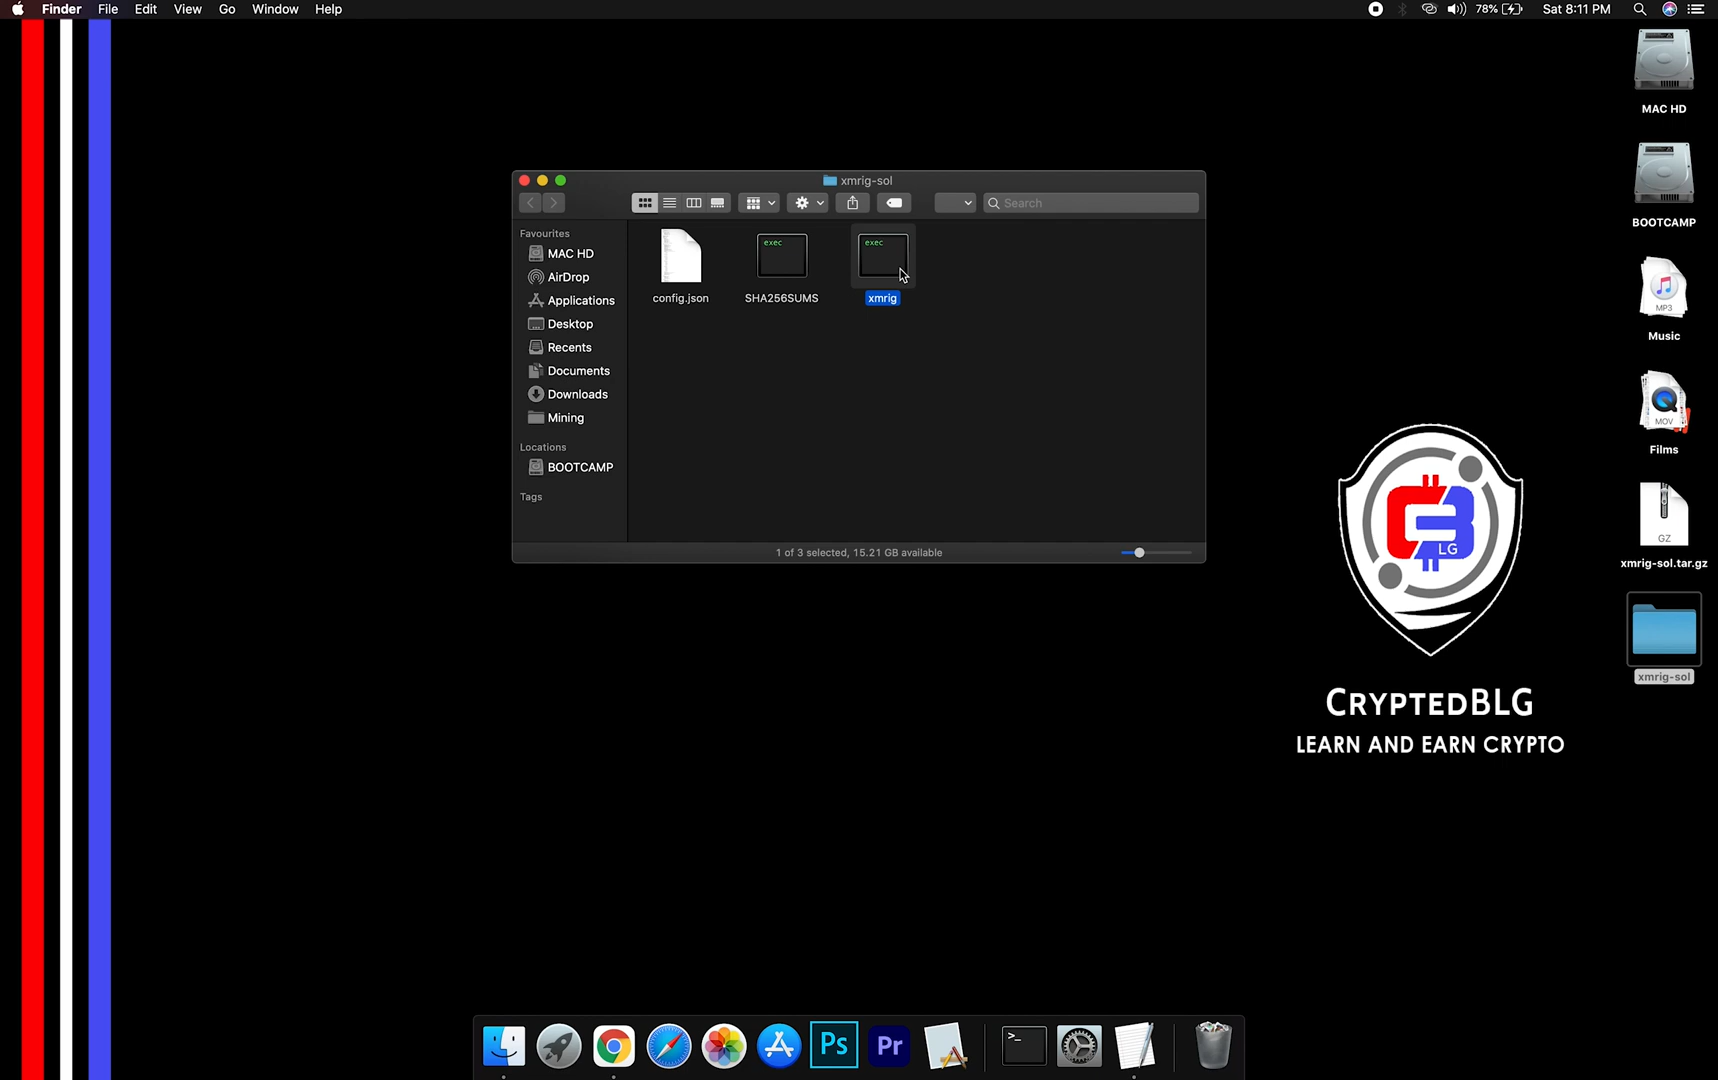 Finder File Edit View Go Window Help
78% Sat 8:11 PM
xmrig-sol
Search
Favourites
MAC HD
AirDrop
Applications
Desktop
Recents
Documents
Downloads
Mining
Locations
BOOTCAMP
Tags
exec
exec
config.json SHA256SUMS xmrig
1 of 3 selected, 15.21 GB available
MAC HD
BOOTCAMP
MP3
Music
MOV
Films
GZ
xmrig-sol.tar.gz
xmrig-sol
CB
LG
CRYPTEDBLG
LEARN AND EARN CRYPTO
>_
Ps
Pr